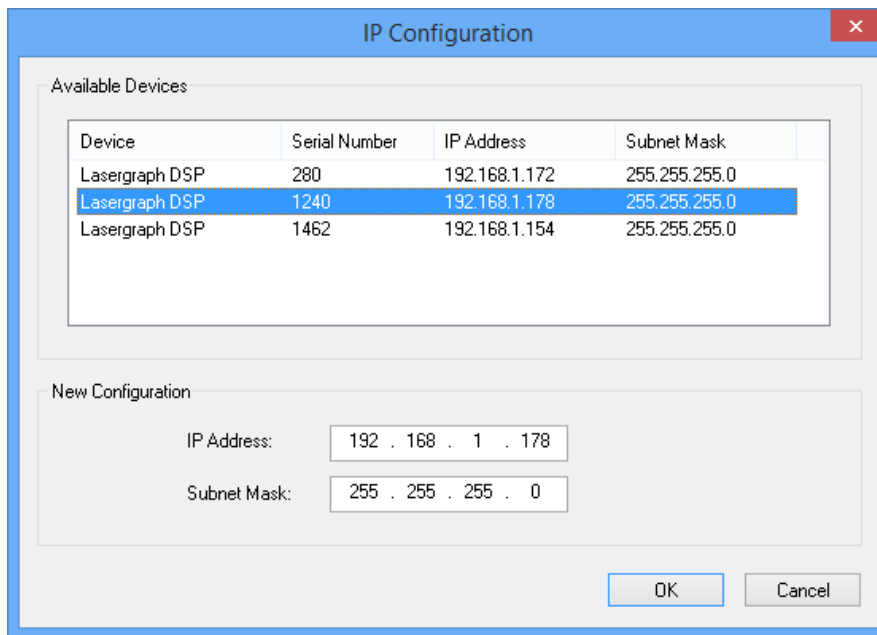 IP Configuration
Available Devices
Device Serial Number IP Address Subnet Mask
Lasergraph DSP 280 192.168.1.172 255.255.255.0
Lasergraph DSP 1240 192.168.1.178 255.255.255.0
Lasergraph DSP 1462 192.168.1.154 255.255.255.0
New Configuration
IP Address: 192 . 168 . 1 . 178
Subnet Mask: 255 . 255 . 255 . 0
OK Cancel